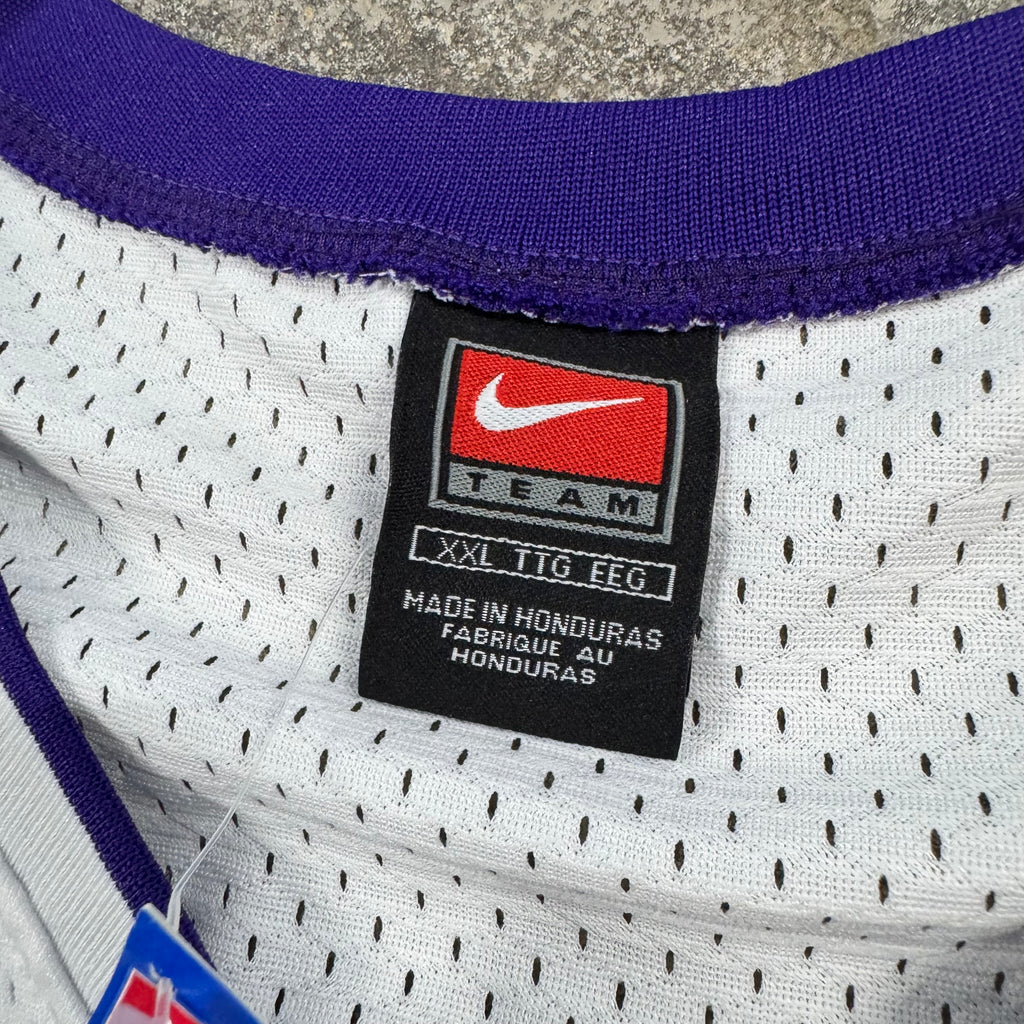 TEAM
XXL TTG EEG
MADE IN HONDURAS
FABRIQUE AU
HONDURAS